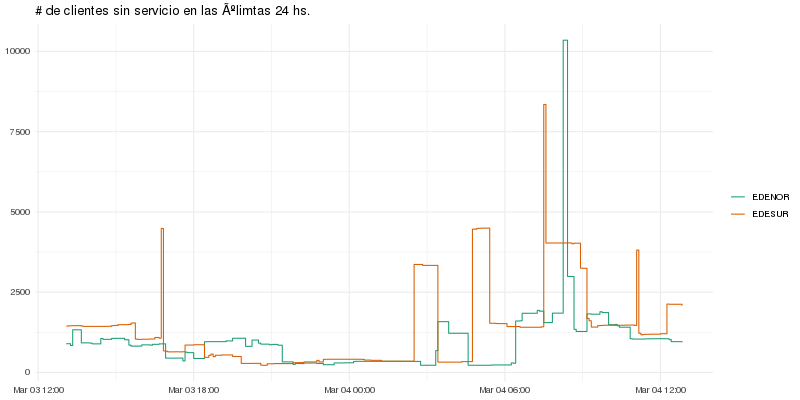 # de clientes sin servicio en las Ãºlimtas 24 hs.
10000
7500
5000
2500
0
Mar 03 12:00
Mar 03 18:00
Mar 04 00:00
Mar 04 06:00
Mar 04 12:00
EDENOR
EDESUR